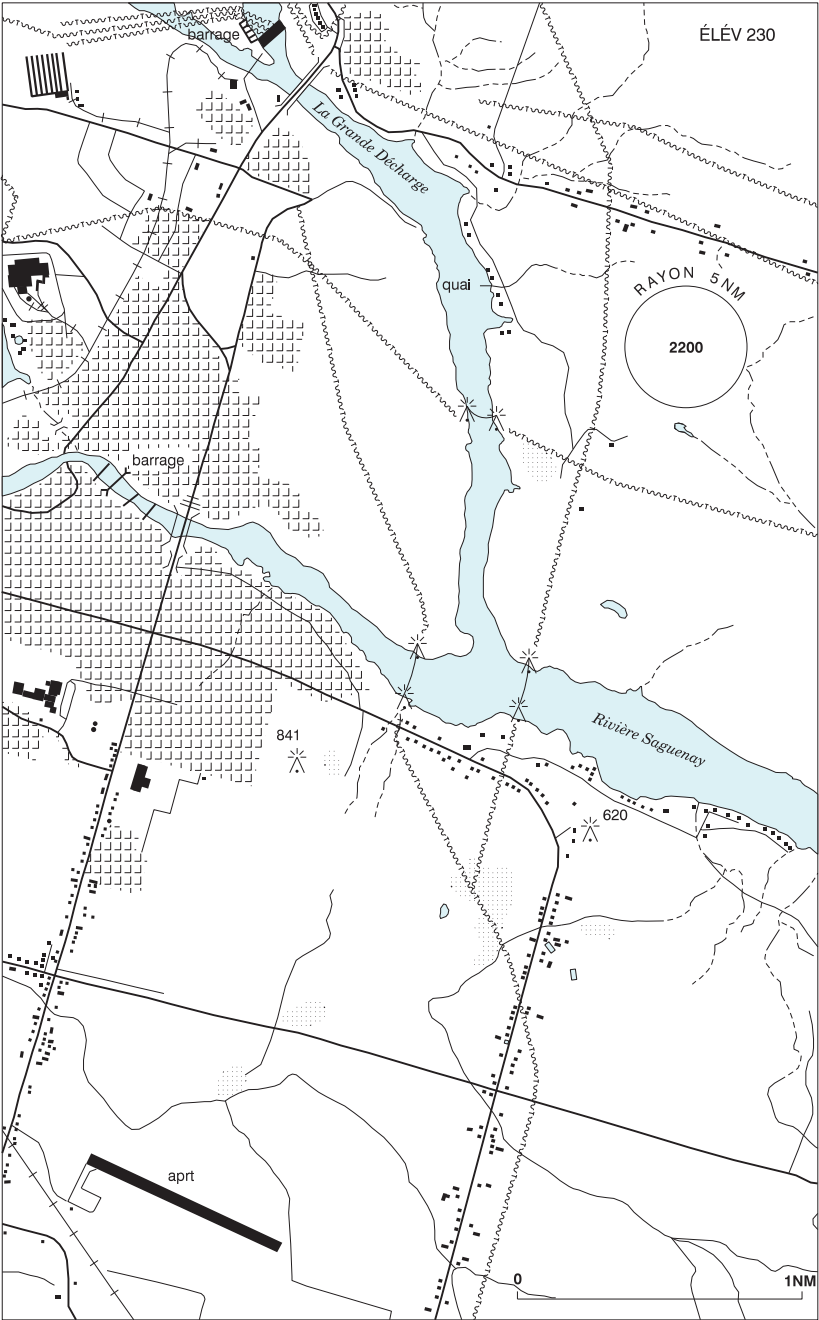 barrage
ÉLÉV 230
La Grande Décharge
quai
RAYON 5NM
2200
barrage
841
Rivière Saguenay
620
aprt
0 1NM